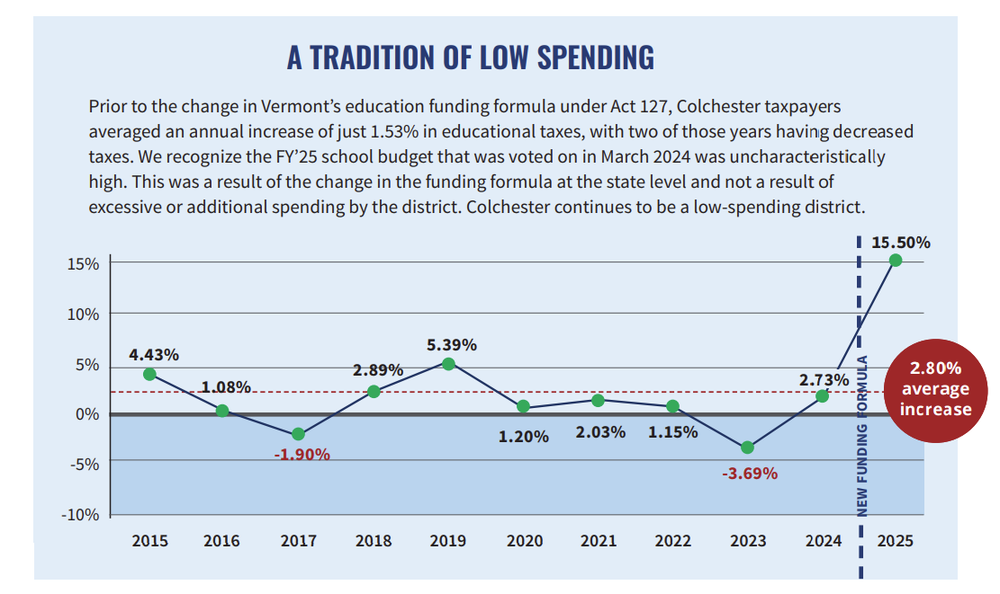 A TRADITION OF LOW SPENDING
Prior to the change in Vermont’s education funding formula under Act 127, Colchester taxpayers
averaged an annual increase of just 1.53% in educational taxes, with two of those years having decreased
taxes. We recognize the FY’25 school budget that was voted on in March 2024 was uncharacteristically
high. This was a result of the change in the funding formula at the state level and not a result of
excessive or additional spending by the district. Colchester continues to be a low-spending district.
15%
10%
5%
0%
-5%
-10%
4.43%
1.08%
-1.90%
2.89%
5.39%
1.20%
2.03%
1.15%
-3.69%
2.73%
15.50%
NEW FUNDING FORMULA
2.80%
average
increase
2015 2016 2017 2018 2019 2020 2021 2022 2023 2024 2025